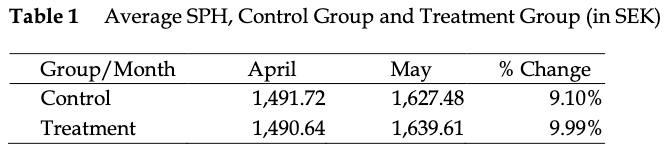 Table 1 Average SPH, Control Group and Treatment Group (in SEK)
Group/Month April May % Change
Control 1,491.72 1,627.48 9.10%
Treatment 1,490.64 1,639.61 9.99%